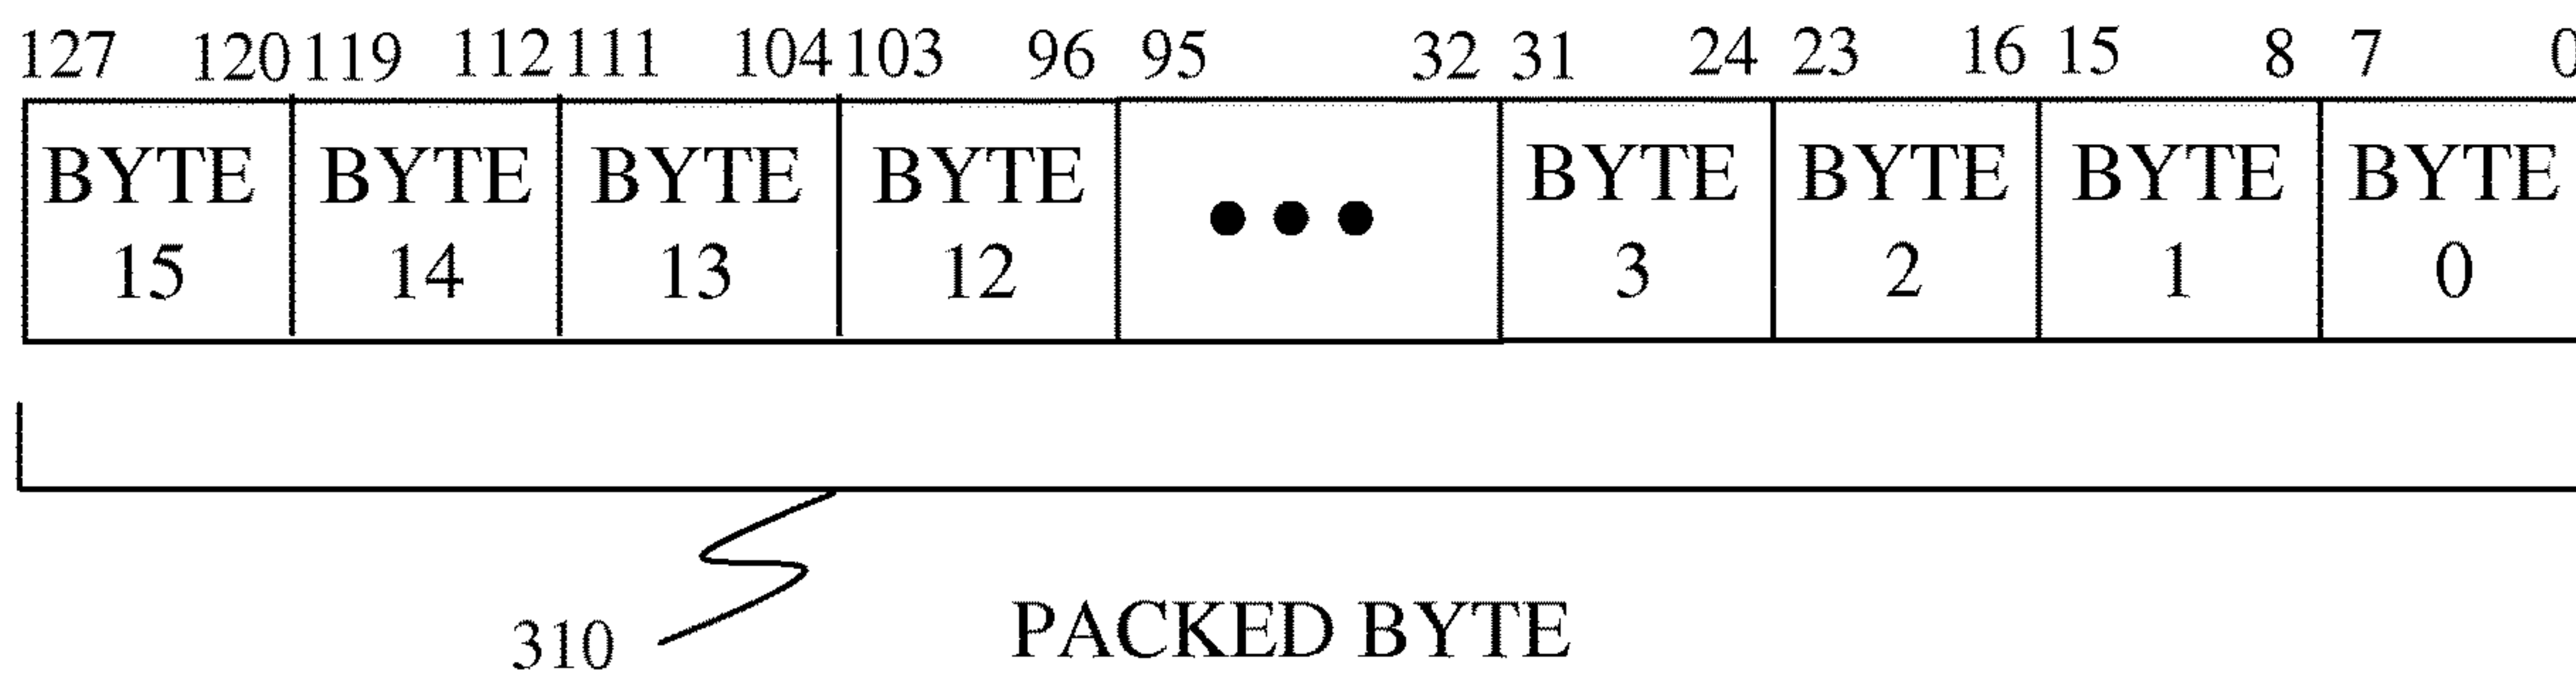 127 120 119 112 111 104 103 96 95 32 31 24 23 16 15 8 7 0
BYTE BYTE BYTE BYTE BYTE BYTE BYTE BYTE
15 14 13 12 ••• 3 2 1 0
310 PACKED BYTE